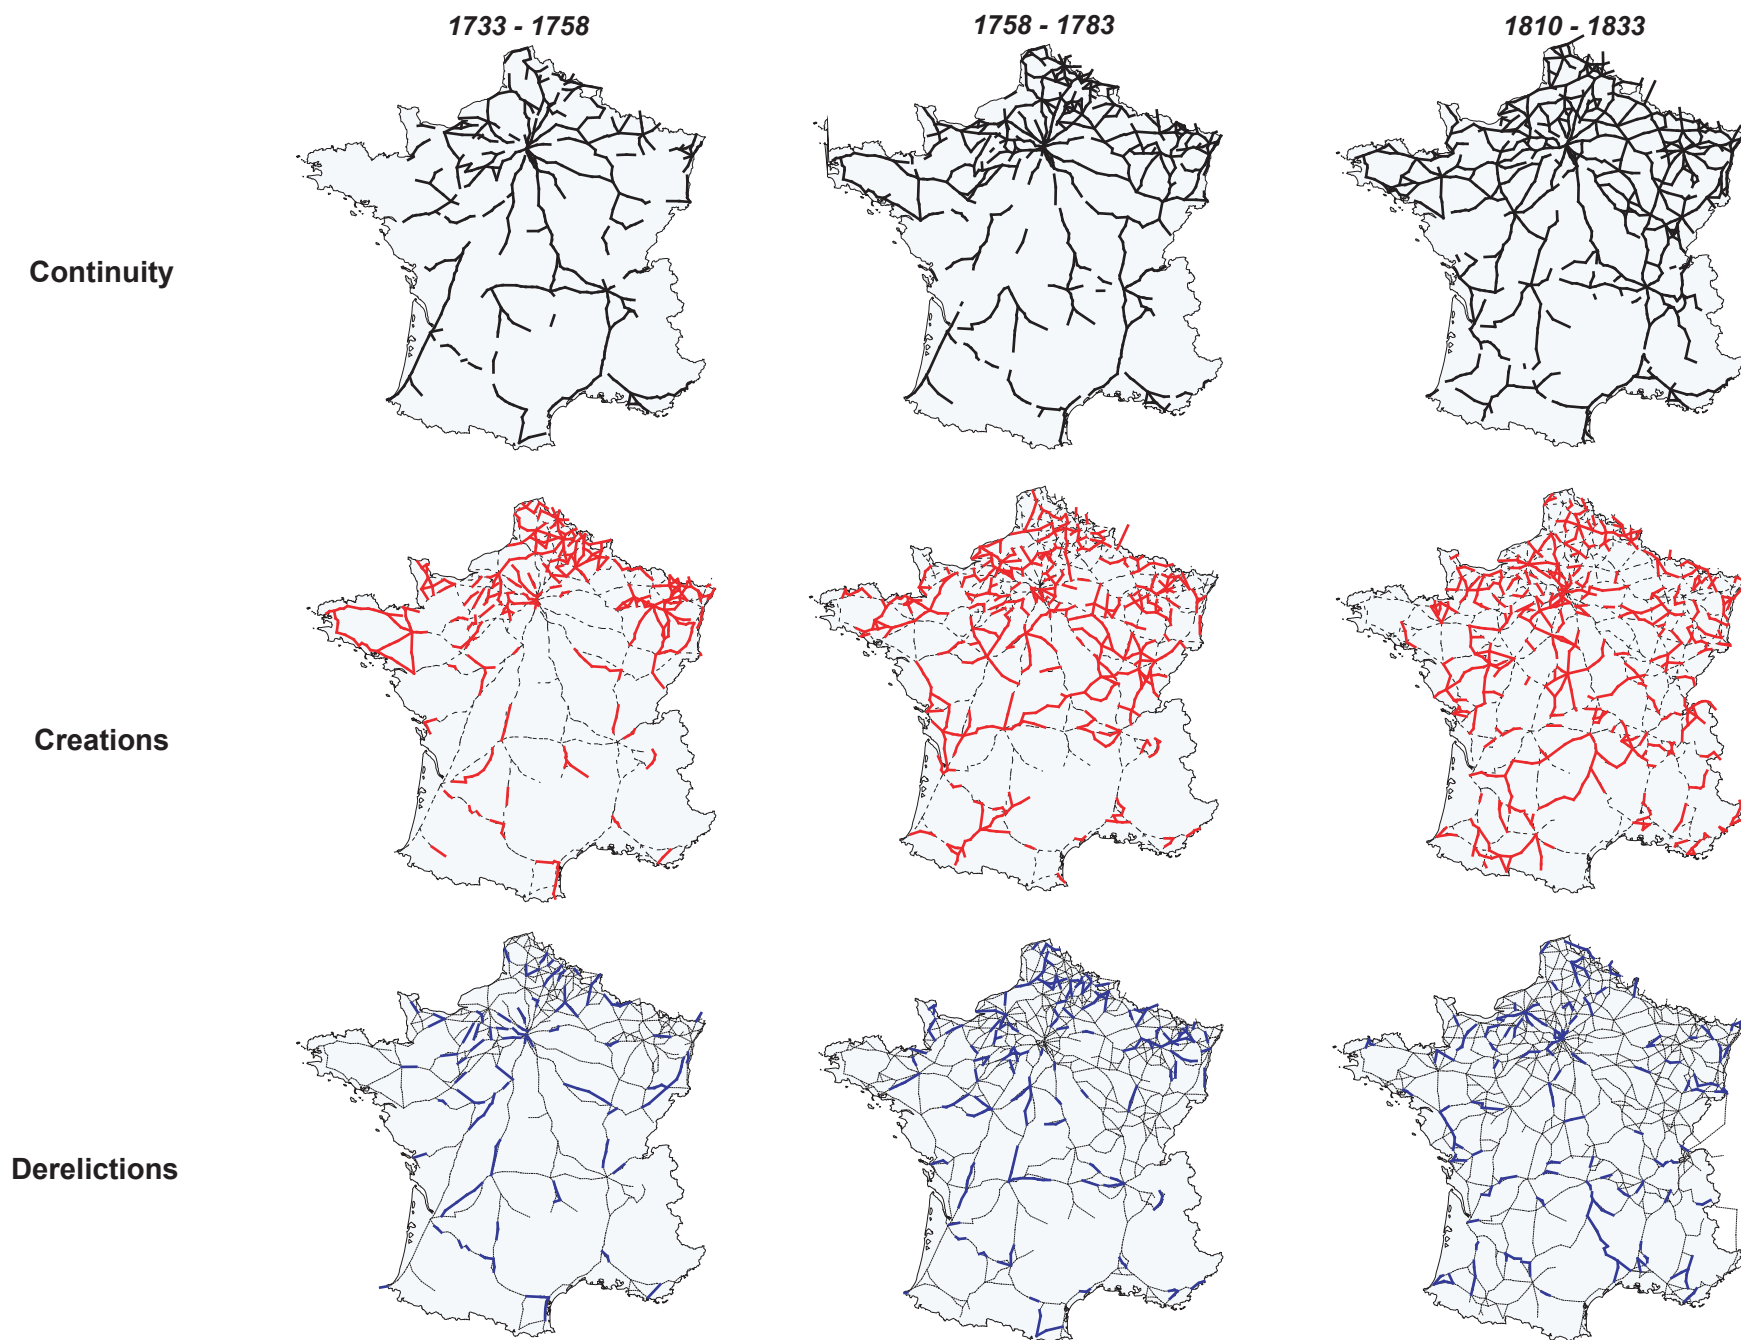 1733 - 1758
1758 - 1783
1810 - 1833
Continuity
Creations
Derelictions